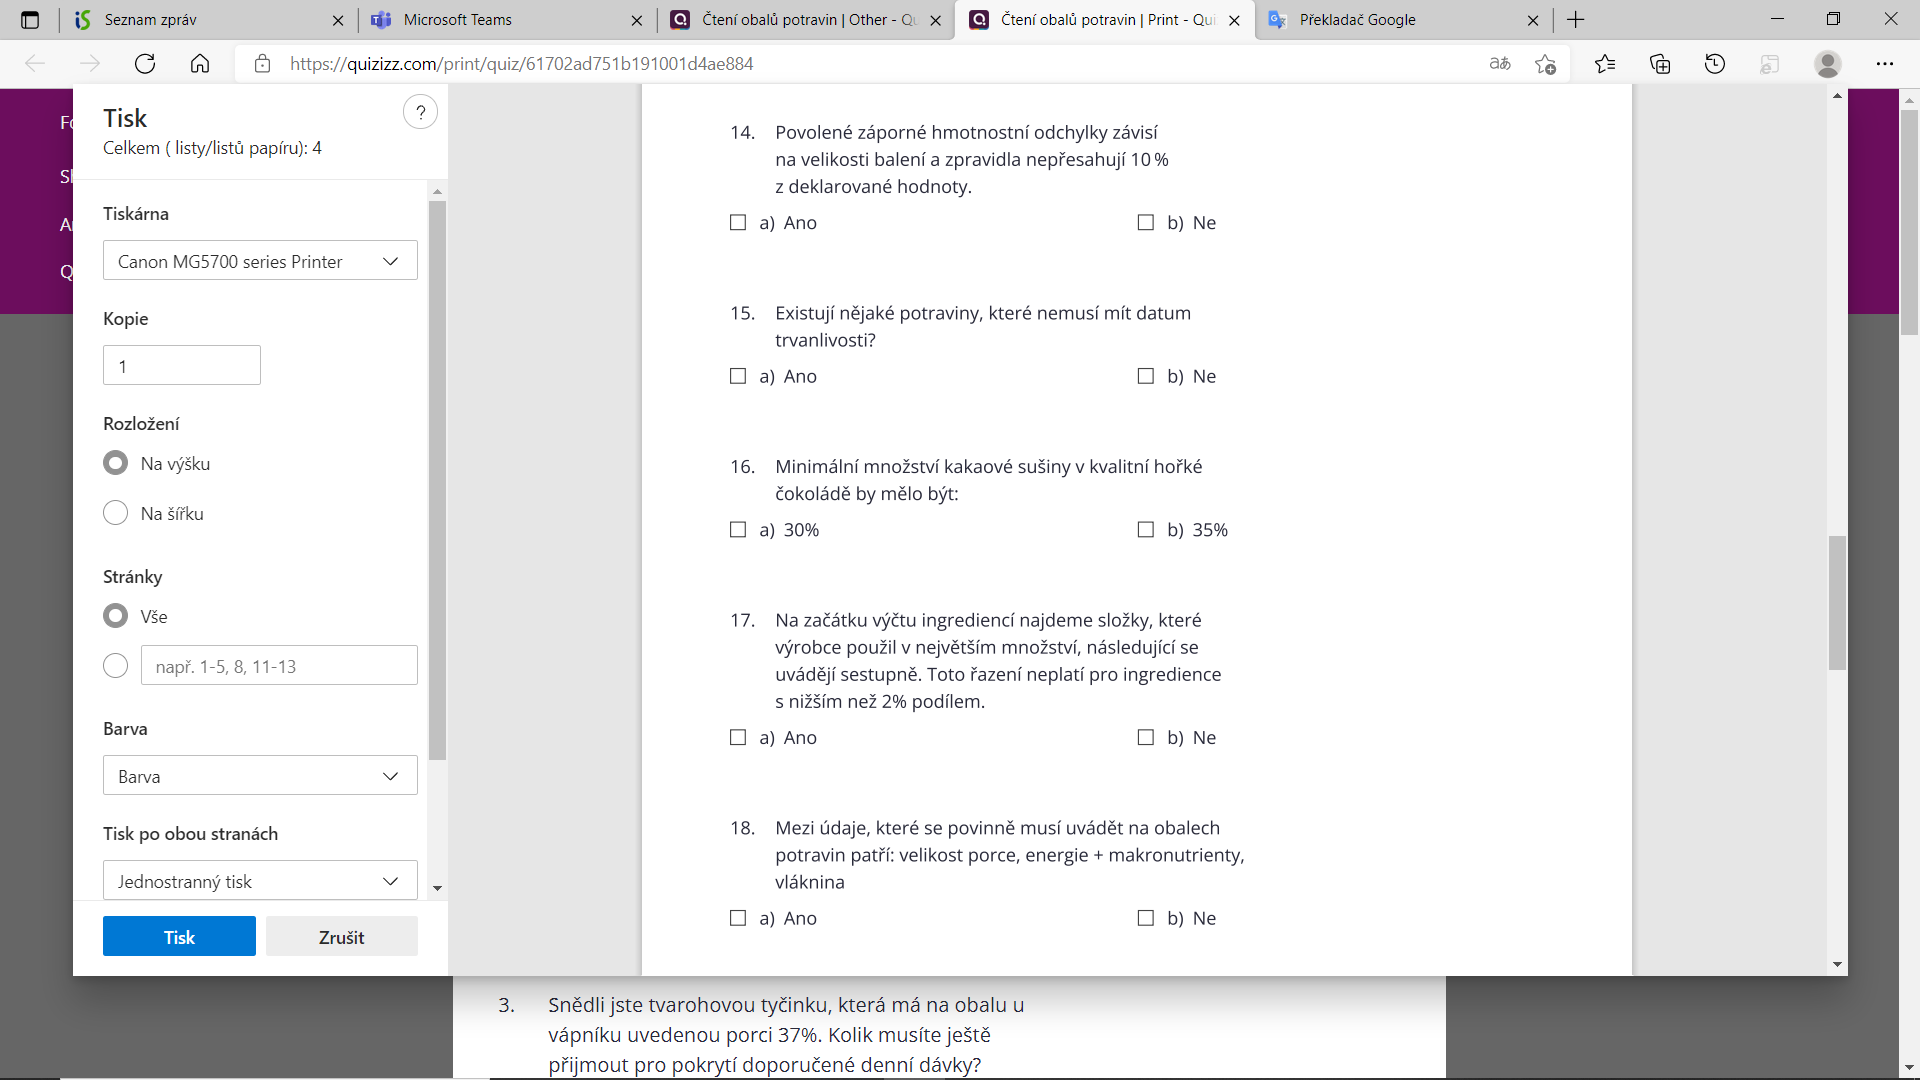 Seznam zpráv
Microsoft Teams
Čtení obalů potravin | Other - Qu
Čtení obalů potravin | Print - Qui
Překladač Google
https://quizizz.com/print/quiz/61702ad751b191001d4ae884
Tisk
Celkem ( listy/listů papíru): 4
?
Tiskárna
Canon MG5700 series Printer
Kopie
1
Rozložení
Na výšku
Na šířku
Stránky
Vše
např. 1-5, 8, 11-13
Barva
Barva
Tisk po obou stranách
Jednostranný tisk
Tisk
Zrušit
14. Povolené záporné hmotnostní odchylky závisí
na velikosti balení a zpravidla nepřesahují 10 %
z deklarované hodnoty.
a) Ano b) Ne
15. Existují nějaké potraviny, které nemusí mít datum
trvanlivosti?
a) Ano b) Ne
16. Minimální množství kakaové sušiny v kvalitní hořké
čokoládě by mělo být:
a) 30% b) 35%
17. Na začátku výčtu ingrediencí najdeme složky, které
výrobce použil v největším množství, následující se
uvádějí sestupně. Toto řazení neplatí pro ingredience
s nižším než 2% podílem.
a) Ano b) Ne
18. Mezi údaje, které se povinně musí uvádět na obalech
potravin patří: velikost porce, energie + makronutrienty,
vláknina
a) Ano b) Ne
3. Snědli jste tvarohovou tyčinku, která má na obalu u
vápníku uvedenou porci 37%. Kolik musíte ještě
přijmout pro pokrytí doporučené denní dávky?